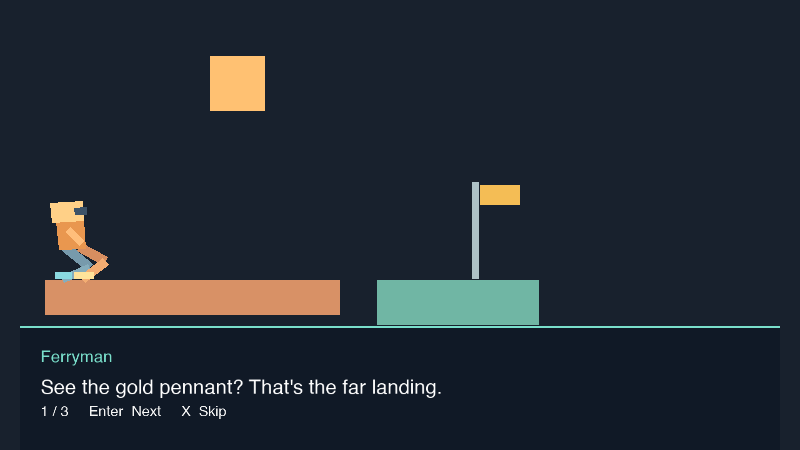 Ferryman
See the gold pennant? That's the far landing.
1 / 3 Enter Next X Skip